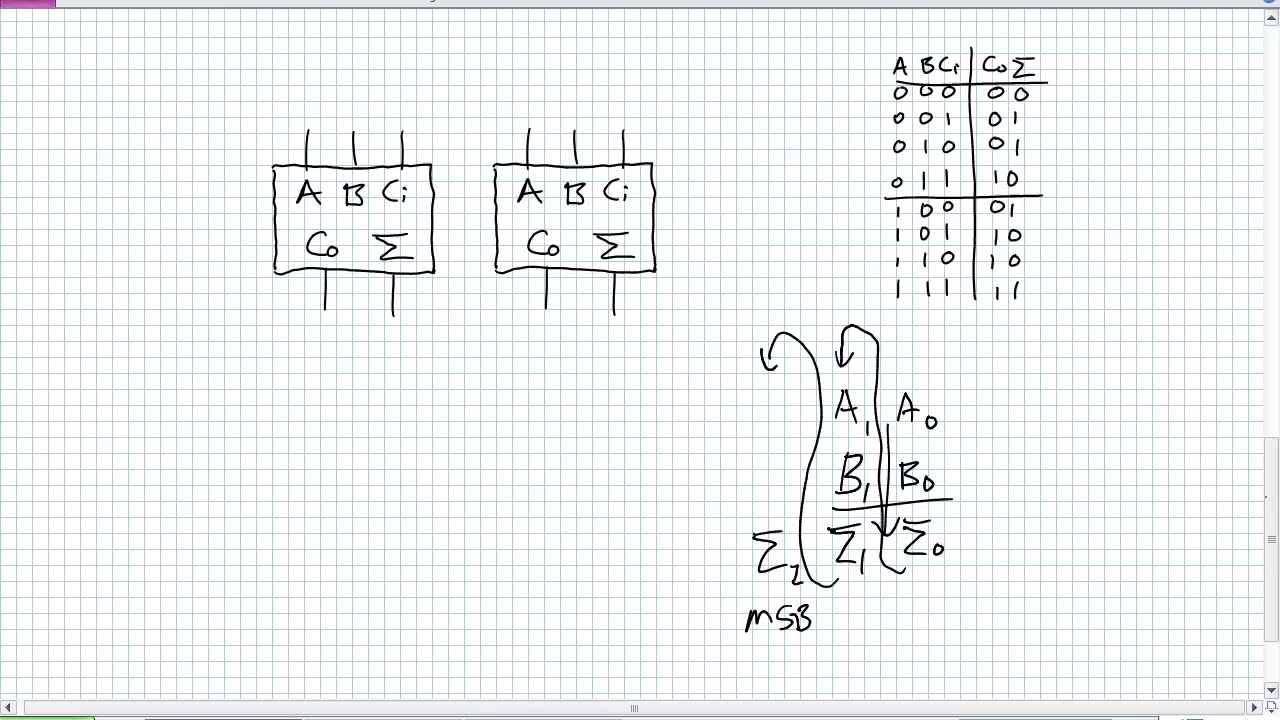 A B Ci Co Σ
0 0 0 0 0
0 0 1 0 1
0 1 0 0 1
0 1 1 1 0
1 0 0 0 1
1 0 1 1 0
1 1 0 1 0
1 1 1 1 1
A B Ci
Co Σ
A B Ci
Co Σ
A1 A0
B1 B0
Σ2 Σ1 Σ0
MSB